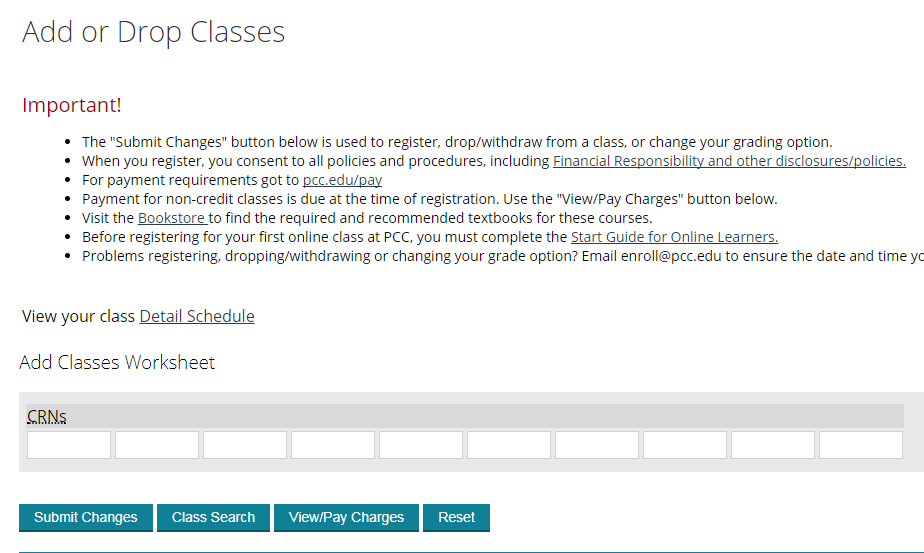 Add or Drop Classes
Important!
The "Submit Changes" button below is used to register, drop/withdraw from a class, or change your grading option.
When you register, you consent to all policies and procedures, including Financial Responsibility and other disclosures/policies.
For payment requirements got to pcc.edu/pay
Payment for non-credit classes is due at the time of registration. Use the "View/Pay Charges" button below.
Visit the Bookstore to find the required and recommended textbooks for these courses.
Before registering for your first online class at PCC, you must complete the Start Guide for Online Learners.
Problems registering, dropping/withdrawing or changing your grade option? Email enroll@pcc.edu to ensure the date and time
View your class Detail Schedule
Add Classes Worksheet
CRNs
Submit Changes Class Search View/Pay Charges Reset